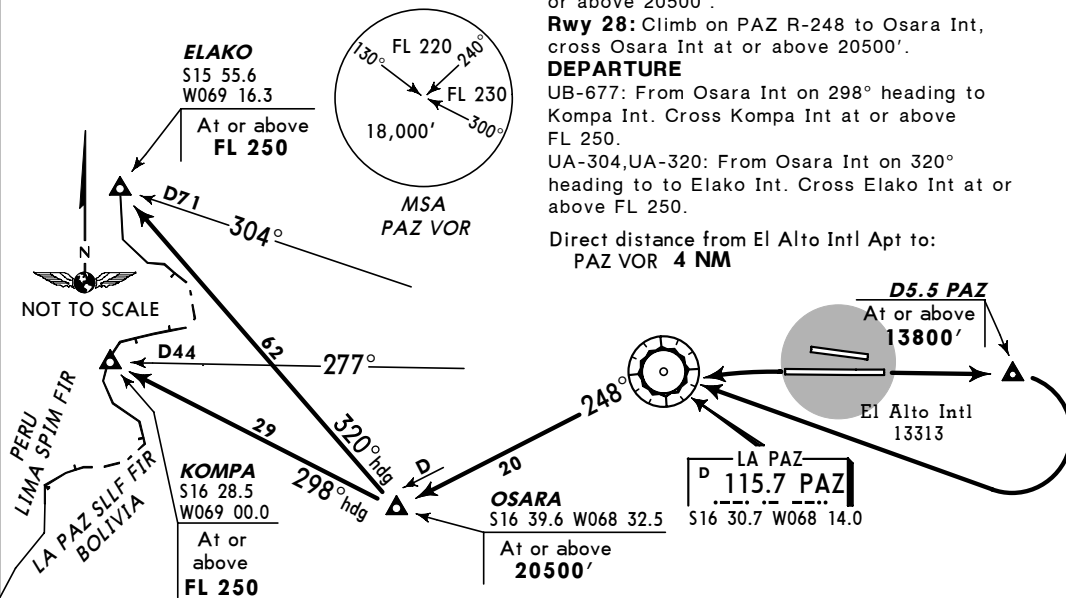 or above 20500'.
Rwy 28: Climb on PAZ R-248 to Osara Int,
cross Osara Int at or above 20500'.
DEPARTURE
UB-677: From Osara Int on 298° heading to
Kompa Int. Cross Kompa Int at or above
FL 250.
UA-304,UA-320: From Osara Int on 320°
heading to to Elako Int. Cross Elako Int at or
above FL 250.
Direct distance from El Alto Intl Apt to:
PAZ VOR 4 NM
ELAKO
S15 55.6
W069 16.3
At or above
FL 250
130°
FL 220
240°
FL 230
300°
18,000'
MSA
PAZ VOR
D71
304°
N
NOT TO SCALE
D44
277°
62
29
320°hdg
298°hdg
PERU
LIMA SPIM FIR
LA PAZ SLLF FIR
BOLIVIA
KOMPA
S16 28.5
W069 00.0
At or
above
FL 250
D
248°
20
OSARA
S16 39.6 W068 32.5
At or above
20500'
D5.5 PAZ
At or above
13800'
El Alto Intl
13313
LA PAZ
D 115.7 PAZ
S16 30.7 W068 14.0